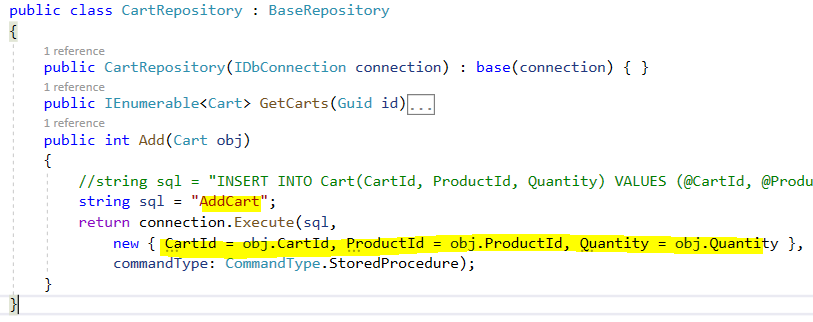 public class CartRepository : BaseRepository
{
1 reference
public CartRepository(IDbConnection connection) : base(connection) { }
1 reference
public IEnumerable<Cart> GetCarts(Guid id)...
1 reference
public int Add(Cart obj)
{
//string sql = "INSERT INTO Cart(CartId, ProductId, Quantity) VALUES (@CartId, @Produ
string sql = "AddCart";
return connection.Execute(sql,
new { CartId = obj.CartId, ProductId = obj.ProductId, Quantity = obj.Quantity },
commandType: CommandType.StoredProcedure);
}
}